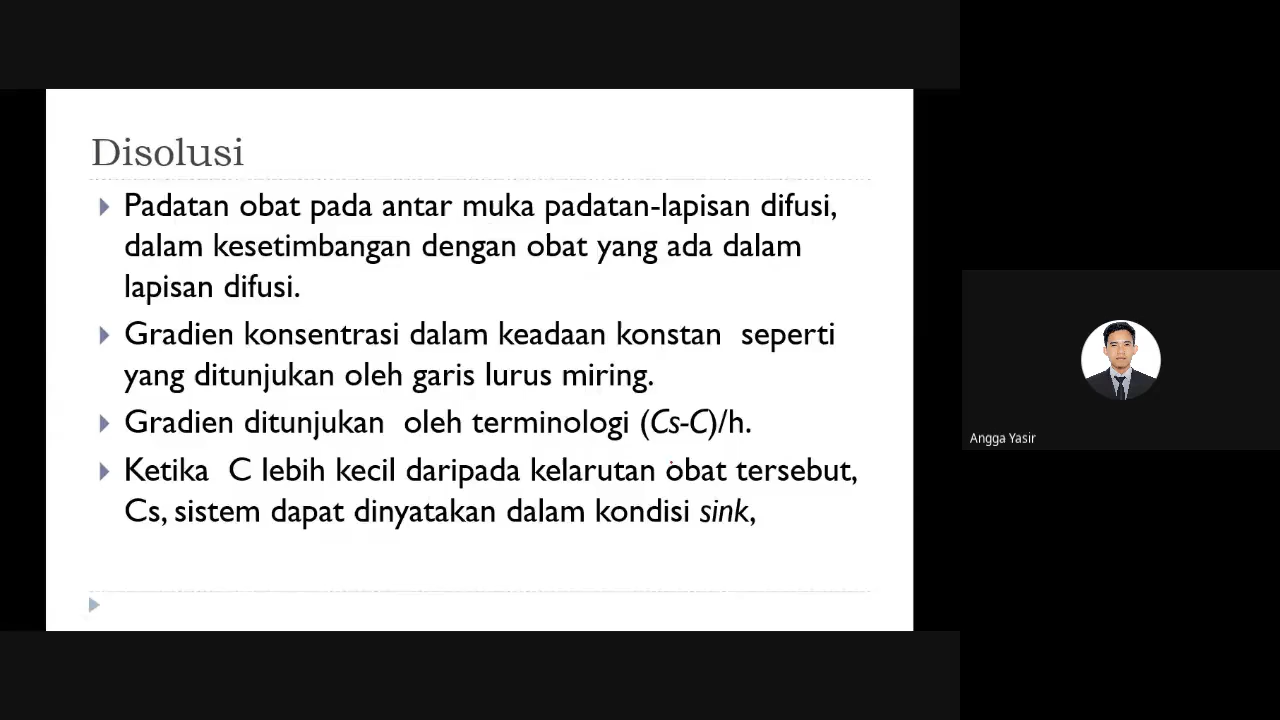 Disolusi
Padatan obat pada antar muka padatan-lapisan difusi,
dalam kesetimbangan dengan obat yang ada dalam
lapisan difusi.
Gradien konsentrasi dalam keadaan konstan seperti
yang ditunjukan oleh garis lurus miring.
Gradien ditunjukan oleh terminologi (Cs-C)/h.
Ketika C lebih kecil daripada kelarutan obat tersebut,
Cs, sistem dapat dinyatakan dalam kondisi sink,
Angga Yasir